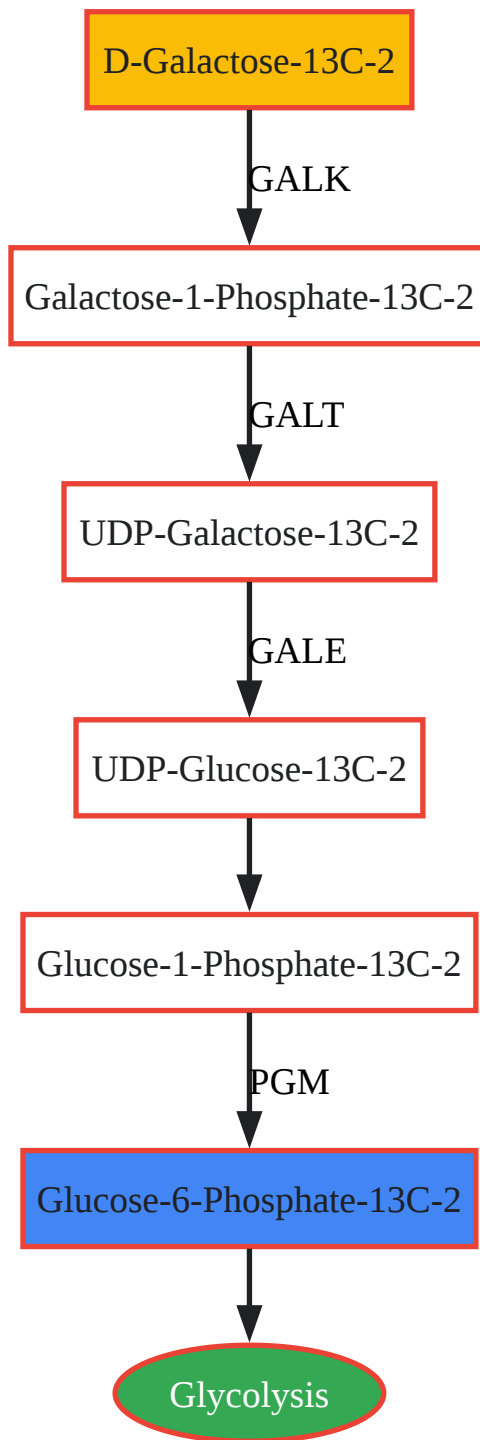 D-Galactose-13C-2
GALK
Galactose-1-Phosphate-13C-2
GALT
UDP-Galactose-13C-2
GALE
UDP-Glucose-13C-2
Glucose-1-Phosphate-13C-2
PGM
Glucose-6-Phosphate-13C-2
Glycolysis